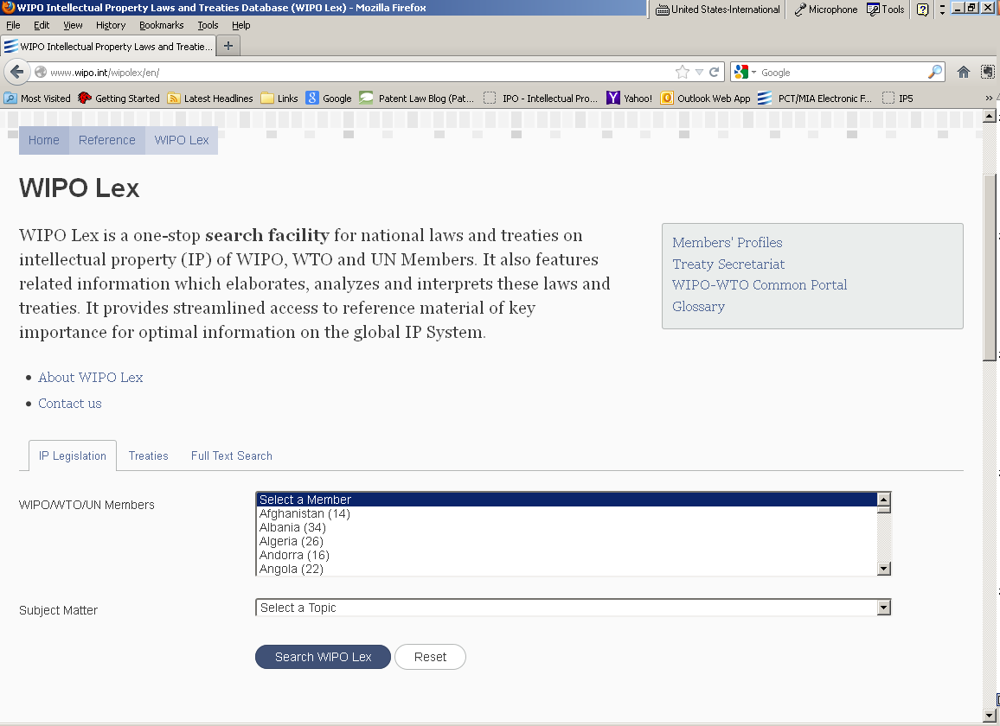 WIPO Intellectual Property Laws and Treaties Database (WIPO Lex) - Mozilla Firefox
United States-International Microphone Tools
File Edit View History Bookmarks Tools Help
WIPO Intellectual Property Laws and Treatie... +
www.wipo.int/wipolex/en/ Google
Most Visited Getting Started Latest Headlines Links Google Patent Law Blog (Pat... IPO - Intellectual Pro... Yahoo! Outlook Web App PCT/MIA Electronic F... IP5 »
Home Reference WIPO Lex
WIPO Lex
WIPO Lex is a one-stop search facility for national laws and treaties on
intellectual property (IP) of WIPO, WTO and UN Members. It also features
related information which elaborates, analyzes and interprets these laws and
treaties. It provides streamlined access to reference material of key
importance for optimal information on the global IP System.
Members' Profiles
Treaty Secretariat
WIPO-WTO Common Portal
Glossary
• About WIPO Lex
• Contact us
IP Legislation Treaties Full Text Search
WIPO/WTO/UN Members
Select a Member
Afghanistan (14)
Albania (34)
Algeria (26)
Andorra (16)
Angola (22)
Subject Matter Select a Topic
Search WIPO Lex Reset